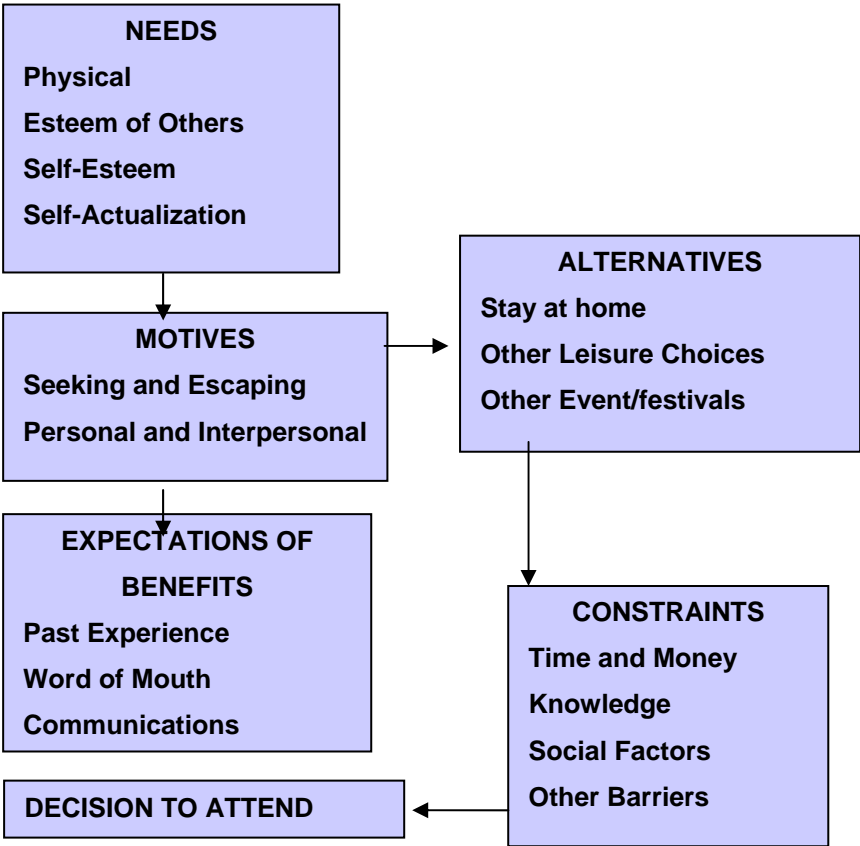 NEEDS
Physical
Esteem of Others
Self-Esteem
Self-Actualization
MOTIVES
Seeking and Escaping
Personal and Interpersonal
EXPECTATIONS OF
BENEFITS
Past Experience
Word of Mouth
Communications
ALTERNATIVES
Stay at home
Other Leisure Choices
Other Event/festivals
CONSTRAINTS
Time and Money
Knowledge
Social Factors
Other Barriers
DECISION TO ATTEND